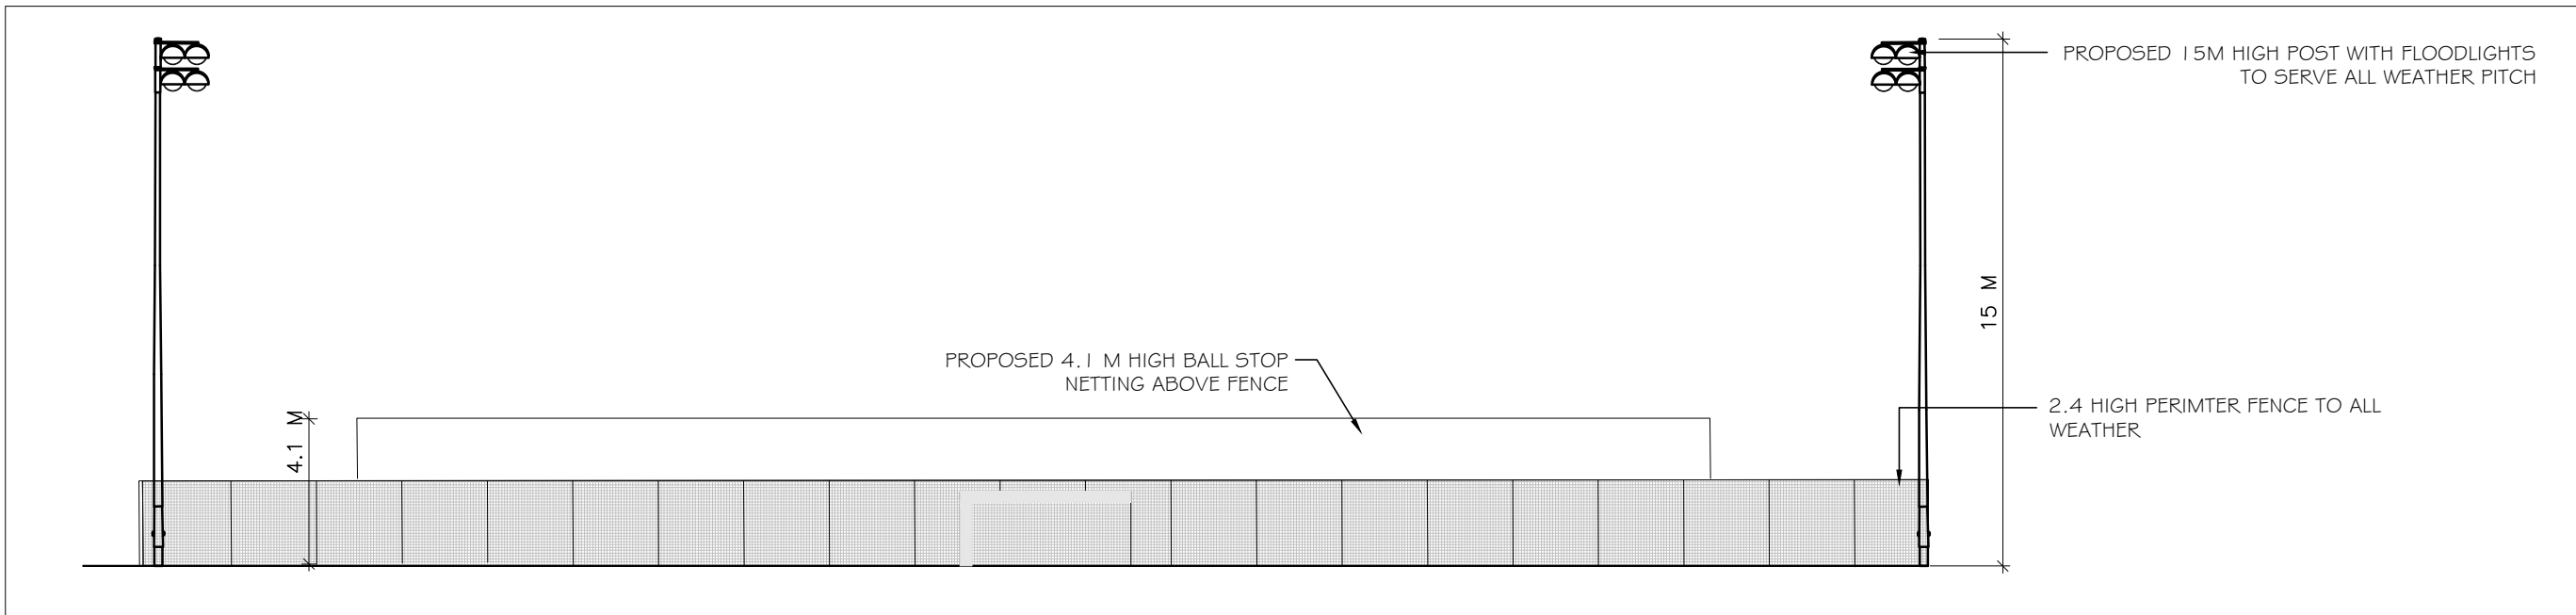 PROPOSED 15M HIGH POST WITH FLOODLIGHTS
TO SERVE ALL WEATHER PITCH
15 M
PROPOSED 4.1 M HIGH BALL STOP
NETTING ABOVE FENCE
4.1 M
2.4 HIGH PERIMTER FENCE TO ALL
WEATHER